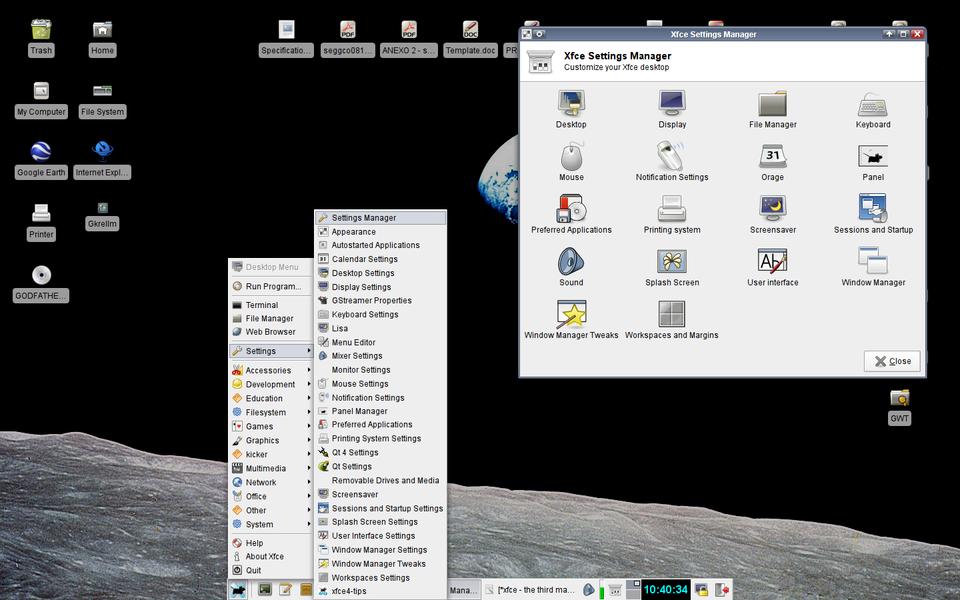 Trash
Home
Specificatio...
seggco081...
ANEXO 2 - s...
Template.doc
My Computer
File System
Google Earth
Internet Expl...
Printer
Gkrellm
GODFATHE...
GWT
Xfce Settings Manager
Xfce Settings Manager
Customize your Xfce desktop
Desktop
Display
File Manager
Keyboard
Mouse
Notification Settings
31
Orage
Panel
Preferred Applications
Printing system
Screensaver
Sessions and Startup
Sound
Splash Screen
User interface
Window Manager
Window Manager Tweaks
Workspaces and Margins
Close
Desktop Menu
Run Program...
Terminal
File Manager
Web Browser
Settings
Accessories
Development
Education
Filesystem
Games
Graphics
kicker
Multimedia
Network
Office
Other
System
Help
About Xfce
Quit
Settings Manager
Appearance
Autostarted Applications
Calendar Settings
Desktop Settings
Display Settings
GStreamer Properties
Keyboard Settings
Lisa
Menu Editor
Mixer Settings
Monitor Settings
Mouse Settings
Notification Settings
Panel Manager
Preferred Applications
Printing System Settings
Qt 4 Settings
Qt Settings
Removable Drives and Media
Screensaver
Sessions and Startup Settings
Splash Screen Settings
User Interface Settings
Window Manager Settings
Window Manager Tweaks
Workspaces Settings
xfce4-tips
Mana...
[*xfce - the third ma...
10:40:34